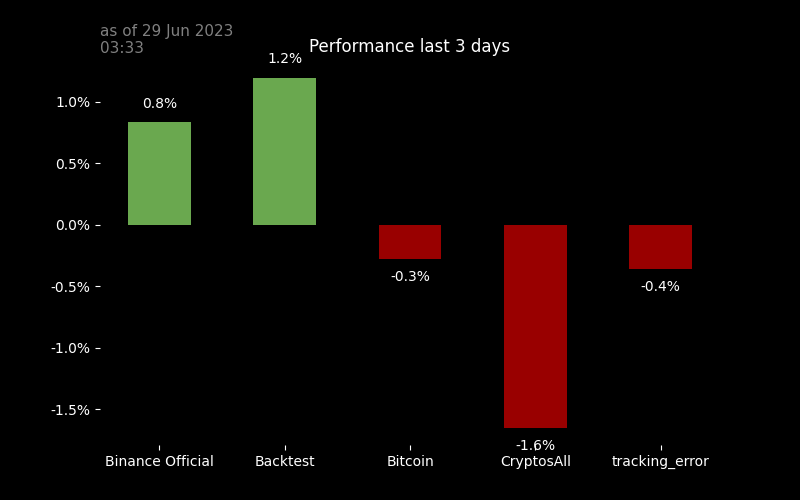 as of 29 Jun 2023
03:33
Performance last 3 days
1.2%
0.8%
1.0%
0.5%
0.0%
-0.3%
-0.4%
-0.5%
-1.0%
-1.5%
-1.6%
Binance Official
Backtest
Bitcoin
CryptosAll
tracking_error